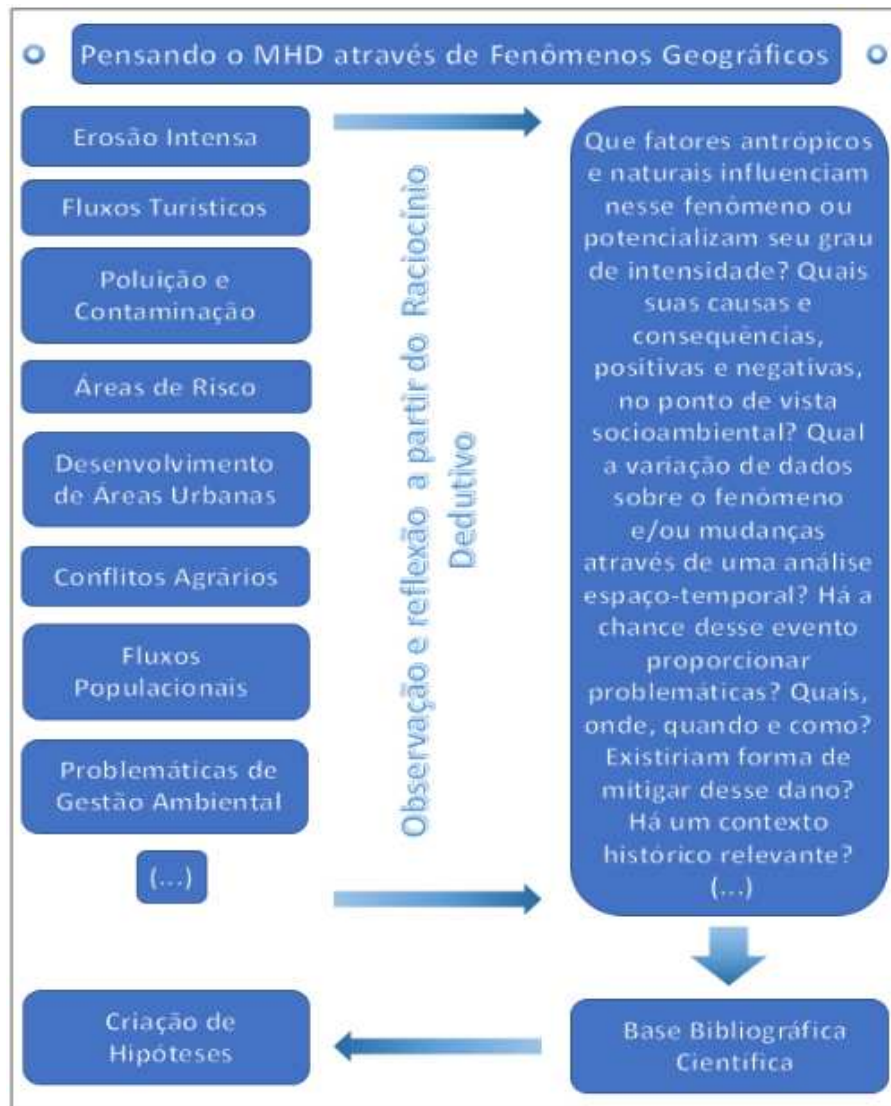 Pensando o MHD através de Fenômenos Geográficos
Erosão Intensa
Fluxos Turísticos
Poluição e
Contaminação
Áreas de Risco
Desenvolvimento
de Áreas Urbanas
Conflitos Agrários
Fluxos
Populacionais
Problemáticas de
Gestão Ambiental
(...)
Observação e reflexão a partir do Raciocínio
Dedutivo
Que fatores antrópicos
e naturais influenciam
nesse fenômeno ou
potencializam seu grau
de intensidade? Quais
suas causas e
consequências,
positivas e negativas,
no ponto de vista
socioambiental? Qual
a variação de dados
sobre o fenômeno
e/ou mudanças
através de uma análise
espaço-temporal? Há a
chance desse evento
proporcionar
problemáticas? Quais,
onde, quando e como?
Existiriam forma de
mitigar desse dano?
Há um contexto
histórico relevante?
(...)
Base Bibliográfica
Científica
Criação de
Hipóteses